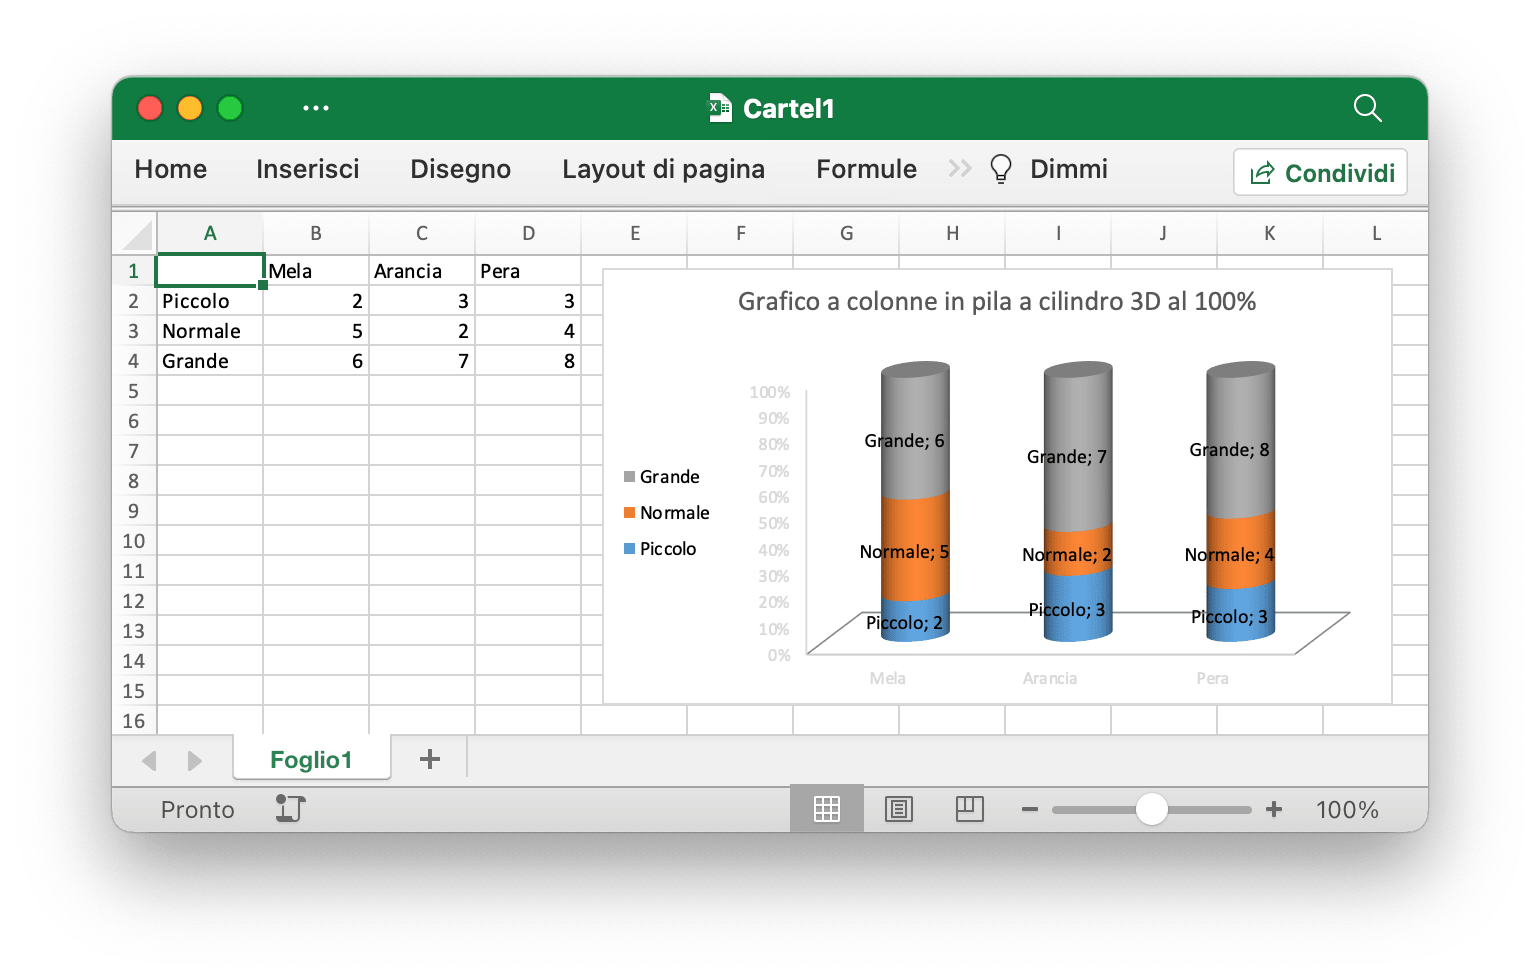 Cartel1
Home Inserisci Disegno Layout di pagina Formule Dimmi Condividi
A B C D E F G H I J K L
1 Mela Arancia Pera
2 Piccolo 2 3 3
3 Normale 5 2 4
4 Grande 6 7 8
5
6
7
8
9
10
11
12
13
14
15
16
Grafico a colonne in pila a cilindro 3D al 100%
Grande
Normale
Piccolo
100%
90%
80%
70%
60%
50%
40%
30%
20%
10%
0%
Grande; 6 Grande; 7 Grande; 8
Normale; 5 Normale; 2 Normale; 4
Piccolo; 2 Piccolo; 3 Piccolo; 3
Mela Arancia Pera
Foglio1
Pronto 100%